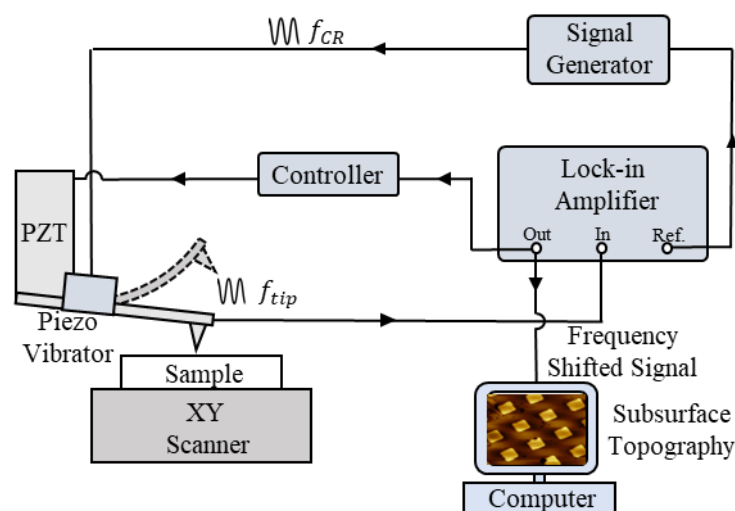 f_CR
Signal
Generator
Controller
Lock-in
Amplifier
Out
In
Ref.
PZT
f_tip
Piezo
Vibrator
Frequency
Shifted Signal
Sample
XY
Scanner
Subsurface
Topography
Computer